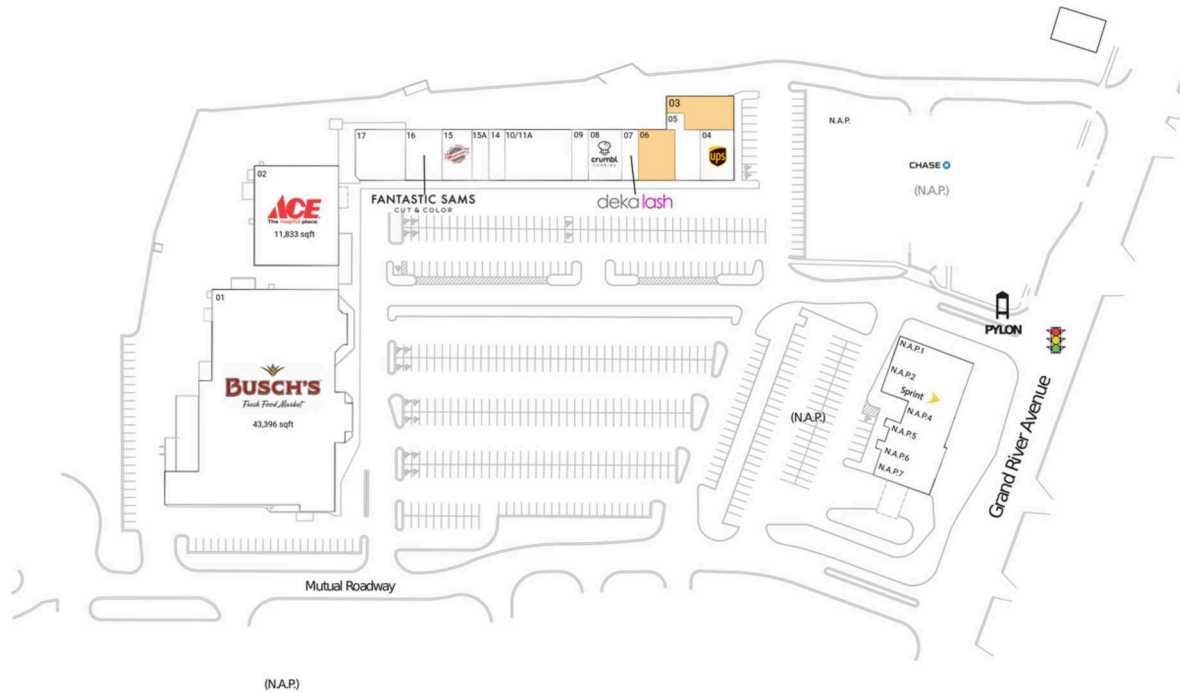 03
05
N.A.P.
17
16
15
15A
14
10/11A
09
08
07
06
04
crumbl
COOKIES
ups
CHASE
(N.A.P.)
02
ACE
The helpful place.
11,833 sqft
FANTASTIC SAMS
CUT & COLOR
deka lash
01
BUSCH'S
Fresh Food Market
43,396 sqft
PYLON
N.A.P.1
N.A.P.2
Sprint
N.A.P.4
N.A.P.5
N.A.P.6
N.A.P.7
(N.A.P.)
Grand River Avenue
Mutual Roadway
(N.A.P.)